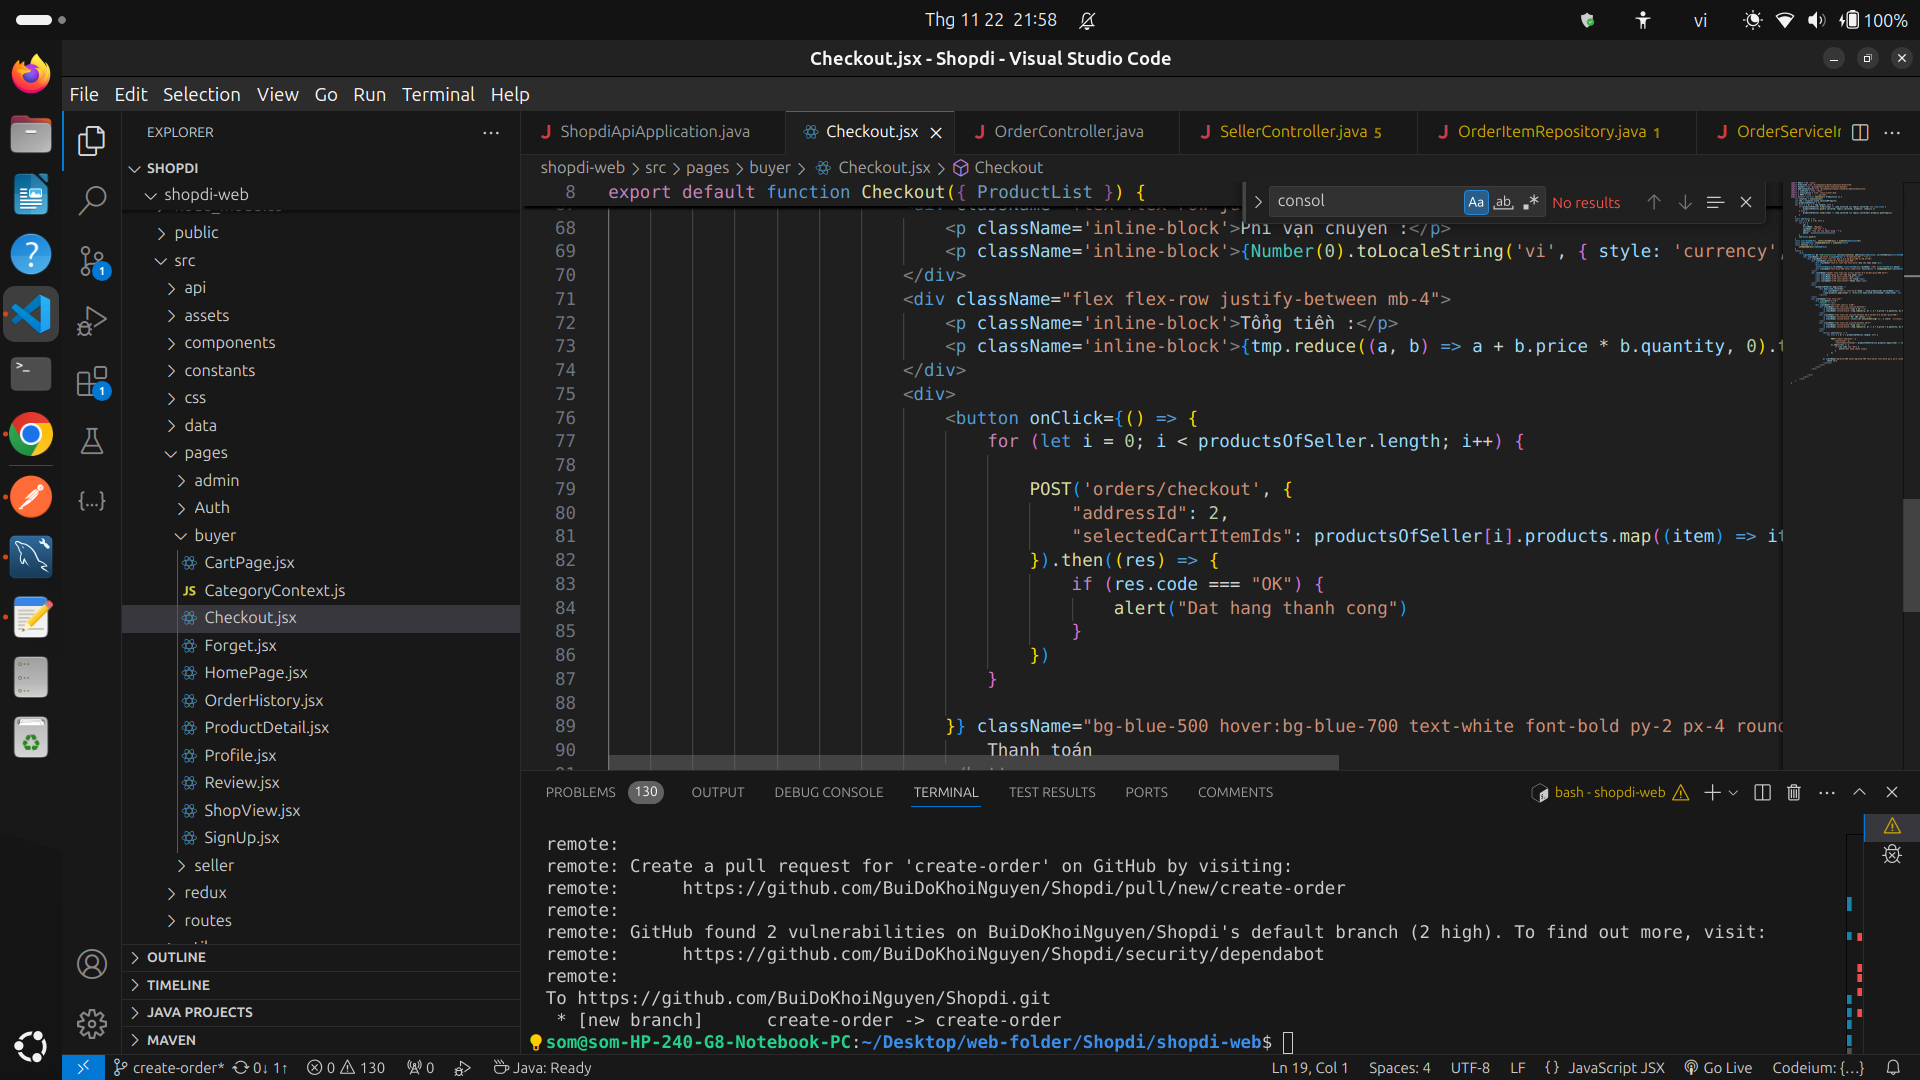 Thg 11 22 21:58
vi
100%
Checkout.jsx - Shopdi - Visual Studio Code
File Edit Selection View Go Run Terminal Help
EXPLORER
SHOPDI
shopdi-web
public
src
api
assets
components
constants
css
data
pages
admin
Auth
buyer
CartPage.jsx
JS CategoryContext.js
Checkout.jsx
Forget.jsx
HomePage.jsx
OrderHistory.jsx
ProductDetail.jsx
Profile.jsx
Review.jsx
ShopView.jsx
SignUp.jsx
seller
redux
routes
OUTLINE
TIMELINE
JAVA PROJECTS
MAVEN
1
1
J ShopdiApiApplication.java Checkout.jsx J OrderController.java J SellerController.java 5 J OrderItemRepository.java 1 J OrderServiceIr
shopdi-web > src > pages > buyer > Checkout.jsx > Checkout
8 export default function Checkout({ ProductList }) {
consol Aa ab No results
68 <p className='inline-block'>Phí vận chuyển :</p>
69 <p className='inline-block'>{Number(0).toLocaleString('vi', { style: 'currency',
70 </div>
71 <div className="flex flex-row justify-between mb-4">
72 <p className='inline-block'>Tổng tiền :</p>
73 <p className='inline-block'>{tmp.reduce((a, b) => a + b.price * b.quantity, 0).t
74 </div>
75 <div>
76 <button onClick={() => {
77 for (let i = 0; i < productsOfSeller.length; i++) {
78
79 POST('orders/checkout', {
80 "addressId": 2,
81 "selectedCartItemIds": productsOfSeller[i].products.map((item) => it
82 }).then((res) => {
83 if (res.code === "OK") {
84 alert("Dat hang thanh cong")
85 }
86 })
87 }
88
89 }} className="bg-blue-500 hover:bg-blue-700 text-white font-bold py-2 px-4 round
90 Thanh toán
PROBLEMS 130 OUTPUT DEBUG CONSOLE TERMINAL TEST RESULTS PORTS COMMENTS
bash - shopdi-web
remote:
remote: Create a pull request for 'create-order' on GitHub by visiting:
remote: https://github.com/BuiDoKhoiNguyen/Shopdi/pull/new/create-order
remote:
remote: GitHub found 2 vulnerabilities on BuiDoKhoiNguyen/Shopdi's default branch (2 high). To find out more, visit:
remote: https://github.com/BuiDoKhoiNguyen/Shopdi/security/dependabot
remote:
To https://github.com/BuiDoKhoiNguyen/Shopdi.git
* [new branch] create-order -> create-order
som@som-HP-240-G8-Notebook-PC:~/Desktop/web-folder/Shopdi/shopdi-web$
create-order* 0↓ 1↑ 0 130 0 Java: Ready
Ln 19, Col 1 Spaces: 4 UTF-8 LF {} JavaScript JSX Go Live Codeium: {...}